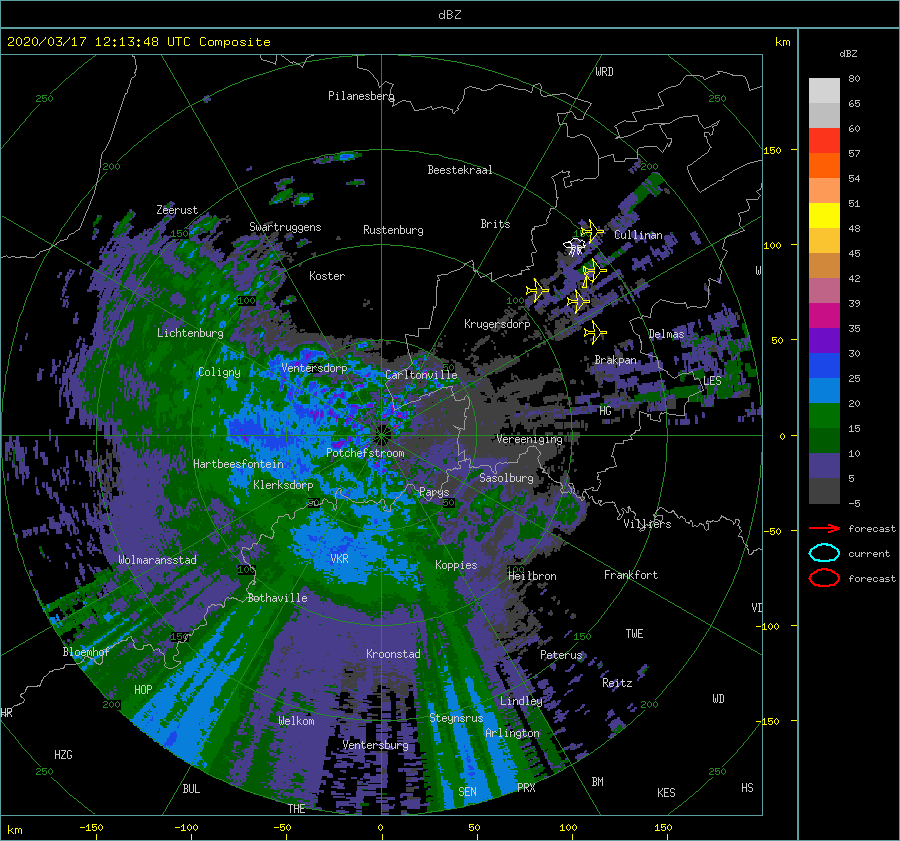 dBZ
2020/03/17 12:13:48 UTC Composite
km
dBZ
WRD
80
250
Pilanesberg
250
65
60
150
57
200
Beestekraal
200
54
Zeerust
51
150
Swartruggens
Rustenburg
Brits
Cullinan
48
100
45
Koster
W
42
100
100
39
Krugersdorp
35
Lichtenburg
Delmas
50
30
Coligny
Ventersdorp
Carltonville
Brakpan
25
LES
20
HG
15
0
Vereeniging
Potchefstroom
10
Hartbeesfontein
5
Klerksdorp
Sasolburg
Parys
-5
50
50
Villiers
forecast
-50
VKR
current
Wolmaransstad
Koppies
100
100
Heilbron
Frankfort
forecast
Bothaville
VI
-100
150
150
TWE
Bloemhof
Kroonstad
Peterus
HOP
Reitz
200
Lindley
200
WD
HR
Welkom
Steynsrus
-150
Arlington
Ventersburg
HZG
250
250
BUL
SEN
PRX
BM
KES
HS
THE
km
-150
-100
-50
0
50
100
150